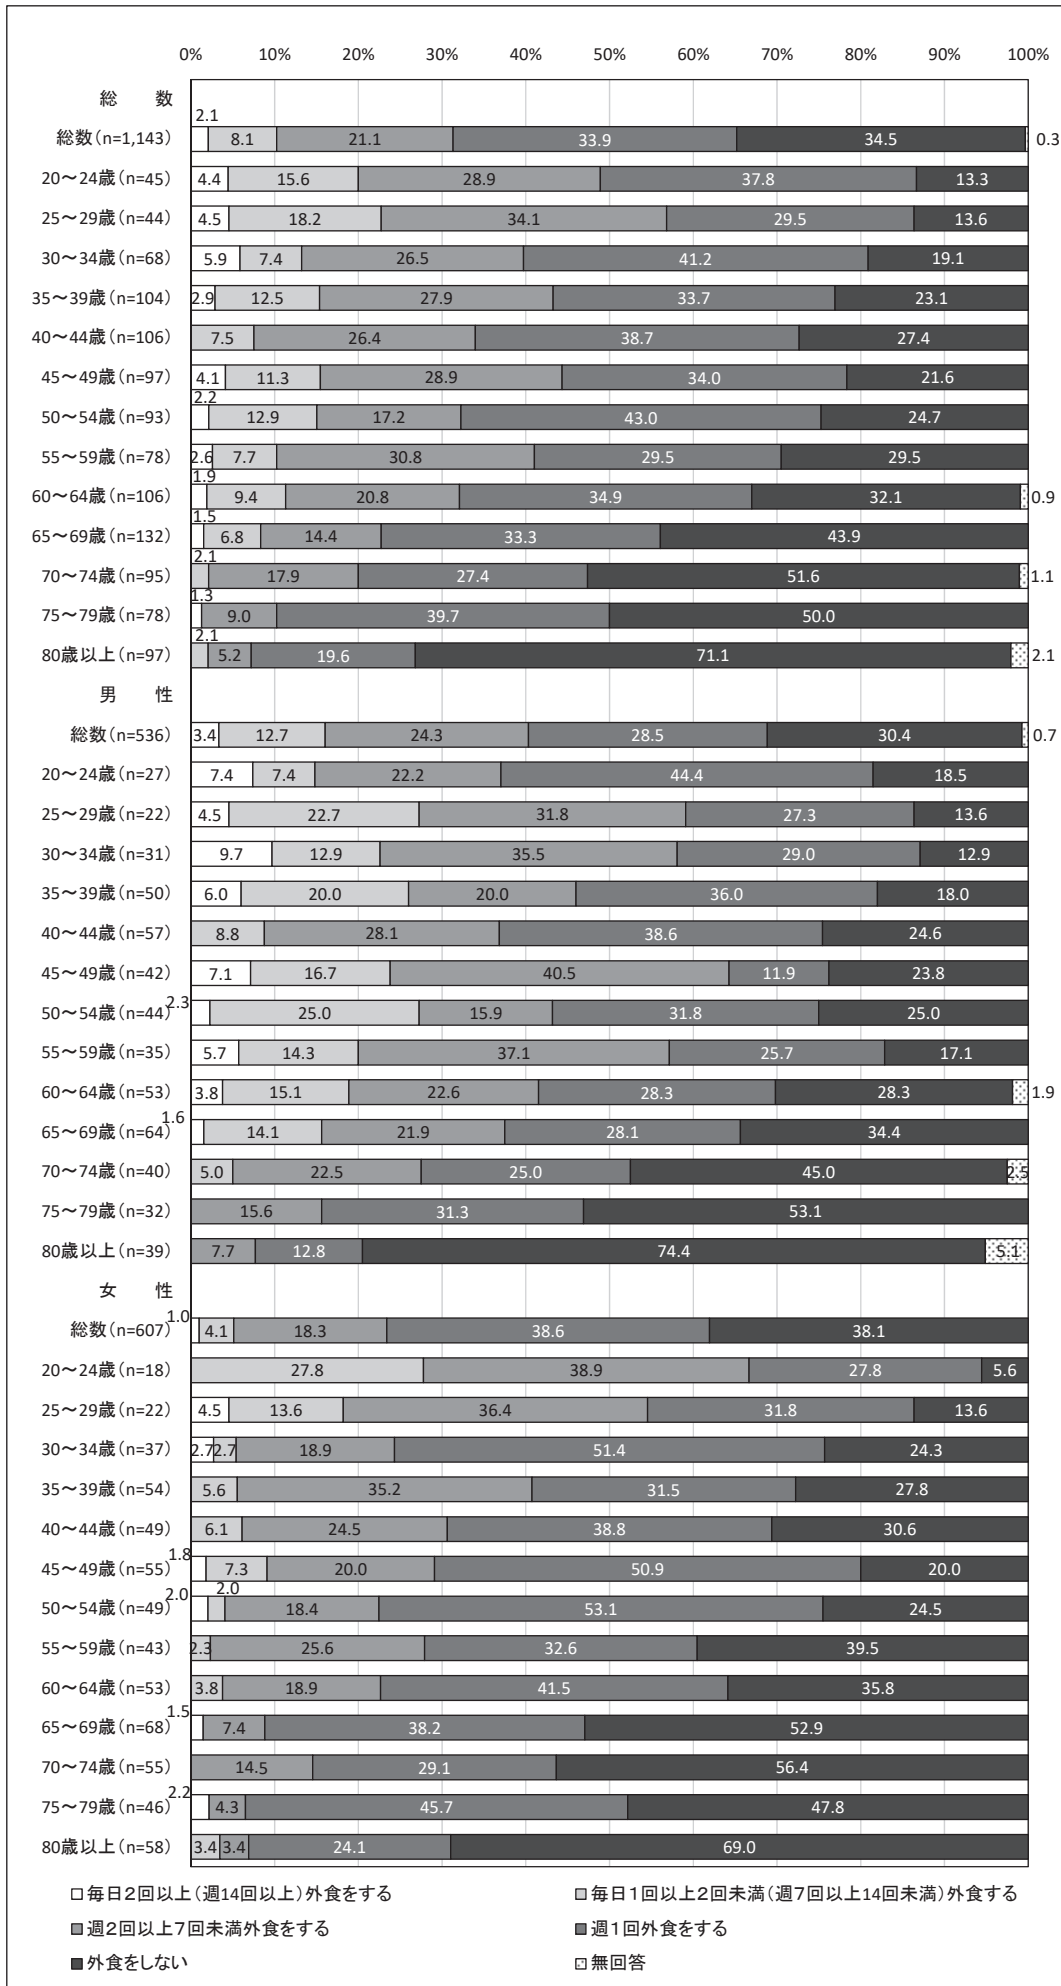 0% 10% 20% 30% 40% 50% 60% 70% 80% 90% 100%
総 数
総数(n=1,143) 2.1 8.1 21.1 33.9 34.5 0.3
20～24歳(n=45) 4.4 15.6 28.9 37.8 13.3
25～29歳(n=44) 4.5 18.2 34.1 29.5 13.6
30～34歳(n=68) 5.9 7.4 26.5 41.2 19.1
35～39歳(n=104) 2.9 12.5 27.9 33.7 23.1
40～44歳(n=106) 7.5 26.4 38.7 27.4
45～49歳(n=97) 4.1 11.3 28.9 34.0 21.6
50～54歳(n=93) 2.2 12.9 17.2 43.0 24.7
55～59歳(n=78) 2.6 7.7 30.8 29.5 29.5
60～64歳(n=106) 1.9 9.4 20.8 34.9 32.1 0.9
65～69歳(n=132) 1.5 6.8 14.4 33.3 43.9
70～74歳(n=95) 2.1 17.9 27.4 51.6 1.1
75～79歳(n=78) 1.3 9.0 39.7 50.0
80歳以上(n=97) 2.1 5.2 19.6 71.1 2.1
男 性
総数(n=536) 3.4 12.7 24.3 28.5 30.4 0.7
20～24歳(n=27) 7.4 7.4 22.2 44.4 18.5
25～29歳(n=22) 4.5 22.7 31.8 27.3 13.6
30～34歳(n=31) 9.7 12.9 35.5 29.0 12.9
35～39歳(n=50) 6.0 20.0 20.0 36.0 18.0
40～44歳(n=57) 8.8 28.1 38.6 24.6
45～49歳(n=42) 7.1 16.7 40.5 11.9 23.8
50～54歳(n=44) 2.3 25.0 15.9 31.8 25.0
55～59歳(n=35) 5.7 14.3 37.1 25.7 17.1
60～64歳(n=53) 3.8 15.1 22.6 28.3 28.3 1.9
65～69歳(n=64) 1.6 14.1 21.9 28.1 34.4
70～74歳(n=40) 5.0 22.5 25.0 45.0 2.5
75～79歳(n=32) 15.6 31.3 53.1
80歳以上(n=39) 7.7 12.8 74.4 5.1
女 性
総数(n=607) 1.0 4.1 18.3 38.6 38.1
20～24歳(n=18) 27.8 38.9 27.8 5.6
25～29歳(n=22) 4.5 13.6 36.4 31.8 13.6
30～34歳(n=37) 2.7 2.7 18.9 51.4 24.3
35～39歳(n=54) 5.6 35.2 31.5 27.8
40～44歳(n=49) 6.1 24.5 38.8 30.6
45～49歳(n=55) 1.8 7.3 20.0 50.9 20.0
50～54歳(n=49) 2.0 2.0 18.4 53.1 24.5
55～59歳(n=43) 2.3 25.6 32.6 39.5
60～64歳(n=53) 3.8 18.9 41.5 35.8
65～69歳(n=68) 1.5 7.4 38.2 52.9
70～74歳(n=55) 14.5 29.1 56.4
75～79歳(n=46) 2.2 4.3 45.7 47.8
80歳以上(n=58) 3.4 3.4 24.1 69.0
毎日２回以上(週14回以上)外食をする 毎日１回以上２回未満(週７回以上14回未満)外食する
週２回以上７回未満外食をする 週１回外食をする
外食をしない 無回答